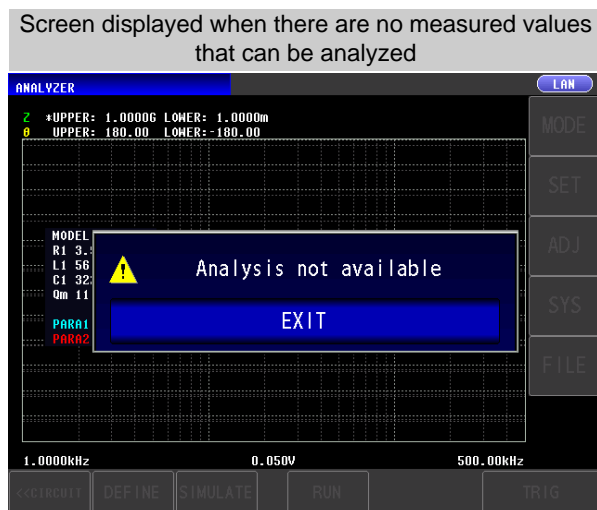 Screen displayed when there are no measured values
that can be analyzed
ANALYZER
LAN
Z *UPPER: 1.0000G LOWER: 1.0000m
θ UPPER: 180.00 LOWER:-180.00
MODE
SET
ADJ
SYS
FILE
MODEL
R1 3.
L1 56
C1 32
Qm 11
PARA1
PARA2
Analysis not available
EXIT
1.0000kHz 0.050V 500.00kHz
<<CIRCUIT DEFINE SIMULATE RUN TRIG